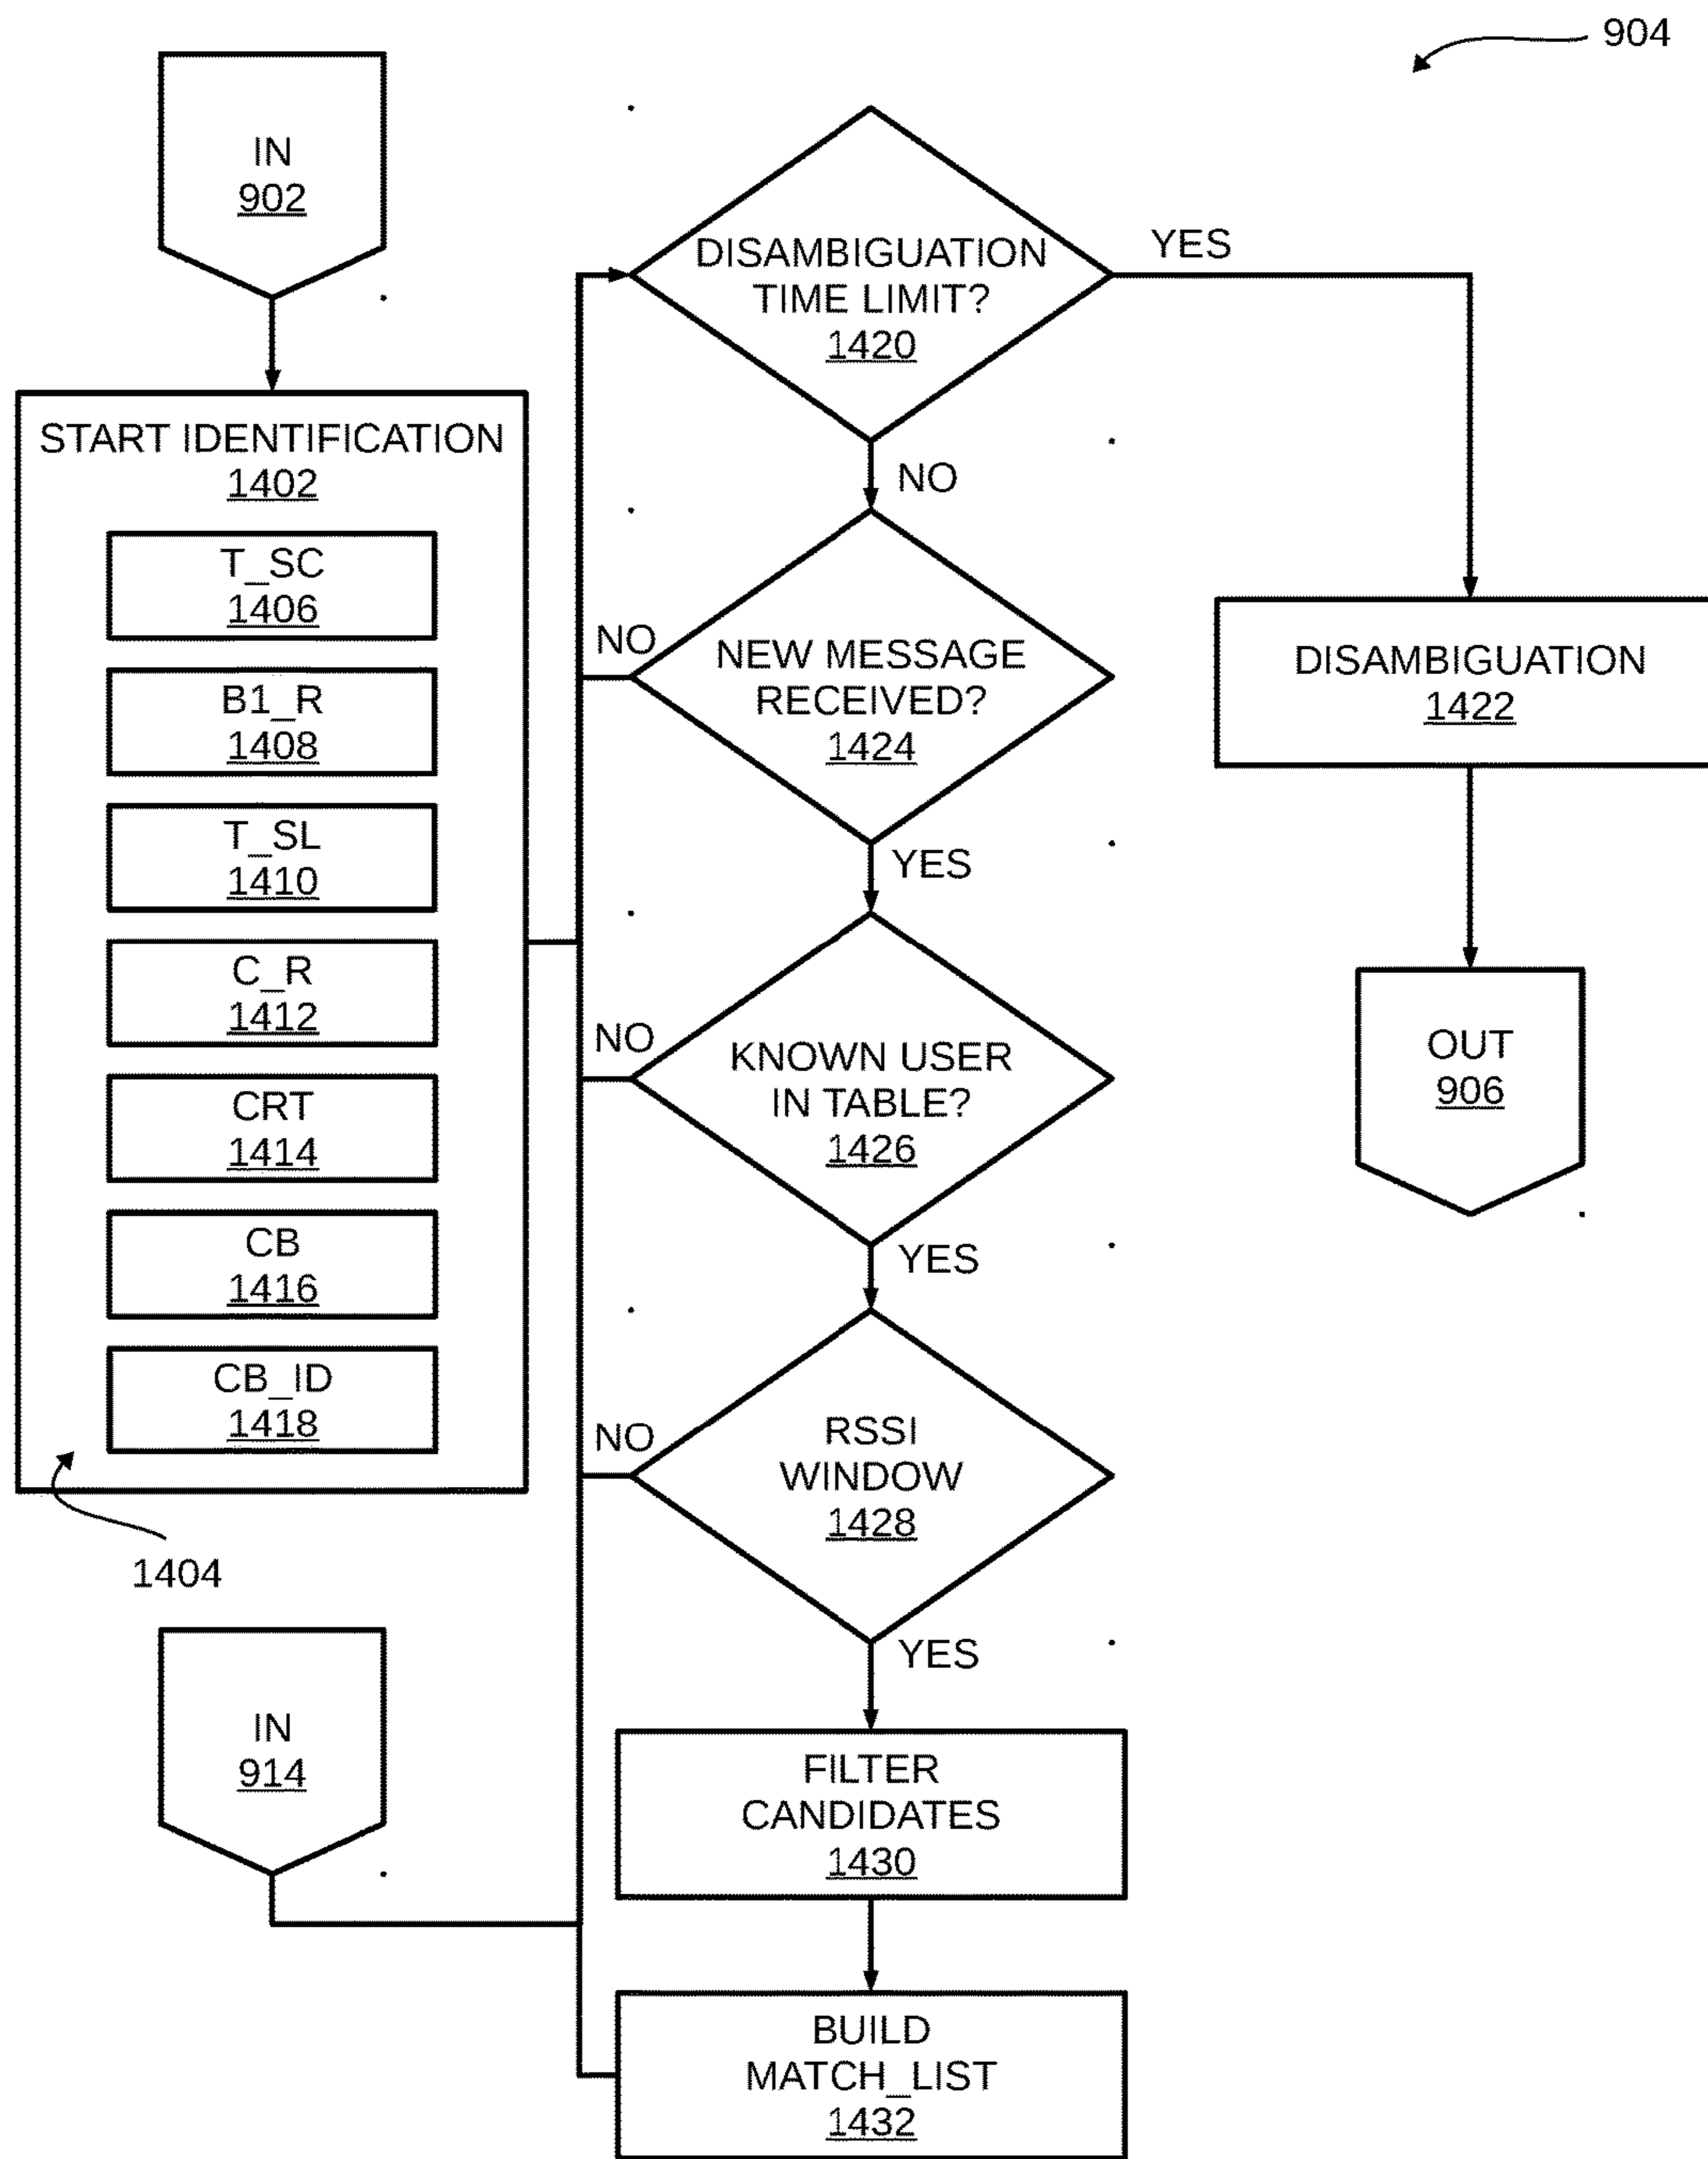 904
IN
902
START IDENTIFICATION
1402
T_SC
1406
B1_R
1408
T_SL
1410
C_R
1412
CRT
1414
CB
1416
CB_ID
1418
1404
IN
914
DISAMBIGUATION
TIME LIMIT?
1420
YES
NO
NEW MESSAGE
RECEIVED?
1424
NO
YES
KNOWN USER
IN TABLE?
1426
NO
YES
RSSI
WINDOW
1428
NO
YES
FILTER
CANDIDATES
1430
BUILD
MATCH_LIST
1432
DISAMBIGUATION
1422
OUT
906